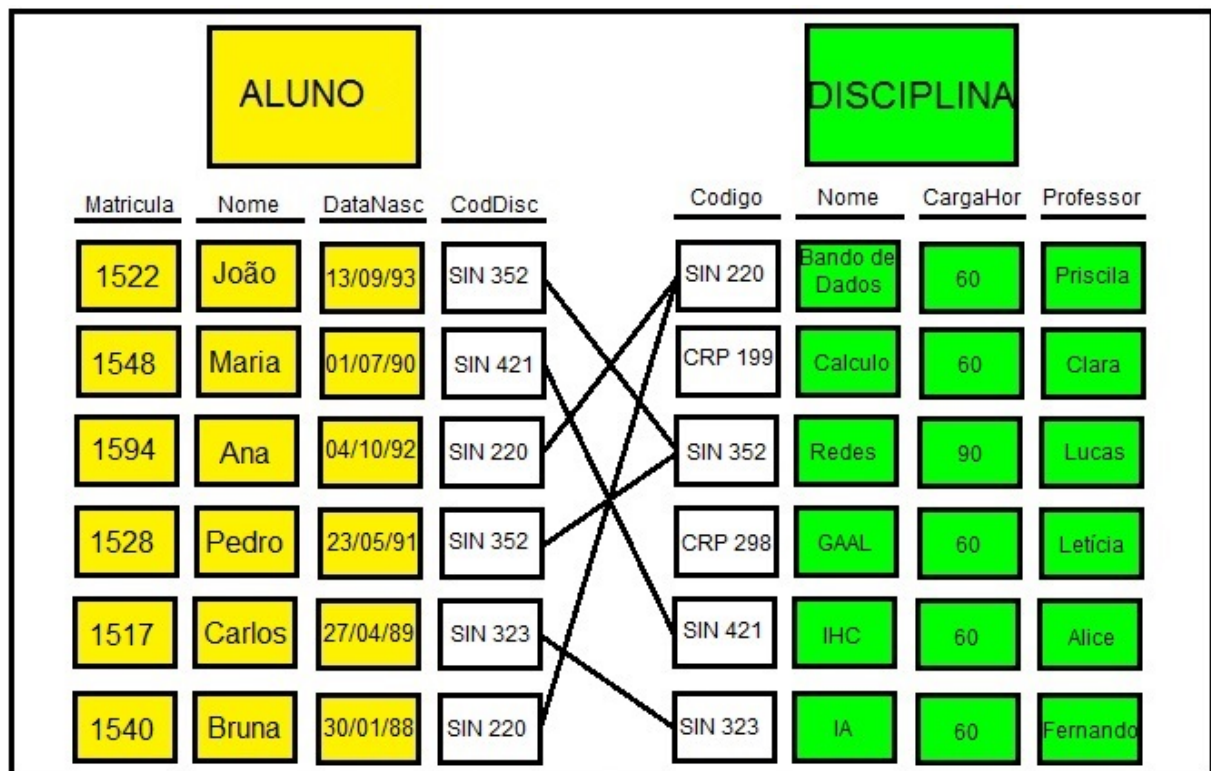 ALUNO DISCIPLINA
Matricula Nome DataNasc CodDisc Codigo Nome CargaHor Professor
1522 João 13/09/93 SIN 352 SIN 220 Bando de
Dados 60 Priscila
1548 Maria 01/07/90 SIN 421 CRP 199 Calculo 60 Clara
1594 Ana 04/10/92 SIN 220 SIN 352 Redes 90 Lucas
1528 Pedro 23/05/91 SIN 352 CRP 298 GAAL 60 Letícia
1517 Carlos 27/04/89 SIN 323 SIN 421 IHC 60 Alice
1540 Bruna 30/01/88 SIN 220 SIN 323 IA 60 Fernando